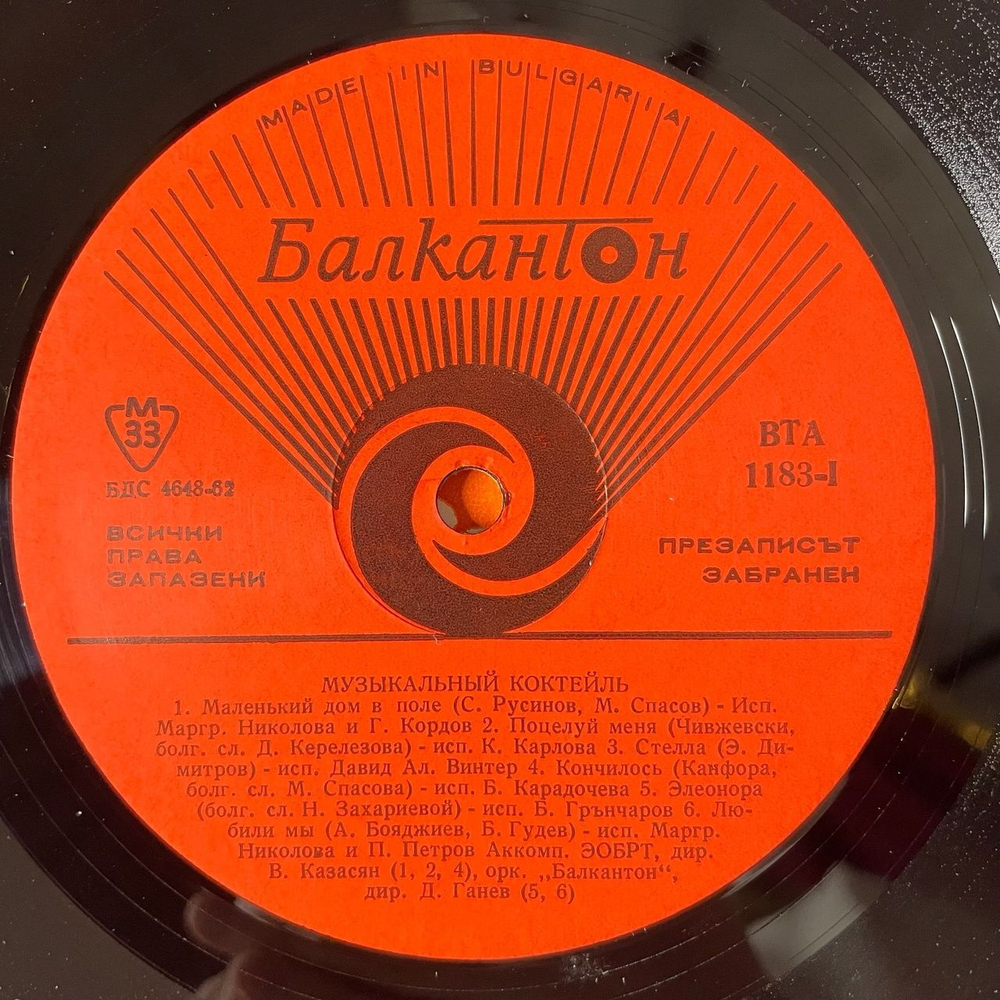 MADE IN BULGARIA
Балкантон
М
33
БДС 4648-62
ВСИЧКИ
ПРАВА
ЗАПАЗЕНИ
ВТА
1183-I
ПРЕЗАПИСЪТ
ЗАБРАНЕН
МУЗЫКАЛЬНЫЙ КОКТЕЙЛЬ
1. Маленький дом в поле (С. Русинов, М. Спасов) - Исп.
Маргр. Николова и Г. Кордов 2. Поцелуй меня (Чивжевски,
болг. сл. Д. Керелезова) - исп. К. Карлова 3. Стелла (Э. Ди-
митров) - исп. Давид Ал. Винтер 4. Кончилось (Канфора,
болг. сл. М. Спасова) - исп. Б. Карадочева 5. Элеонора
(болг. сл. Н. Захариевой) - исп. Б. Грънчаров 6. Лю-
били мы (А. Бояджиев, Б. Гудев) - исп. Маргр.
Николова и П. Петров Аккомп. ЭОБРТ, дир.
В. Казасян (1, 2, 4), орк. „Балкантон“,
дир. Д. Ганев (5, 6)